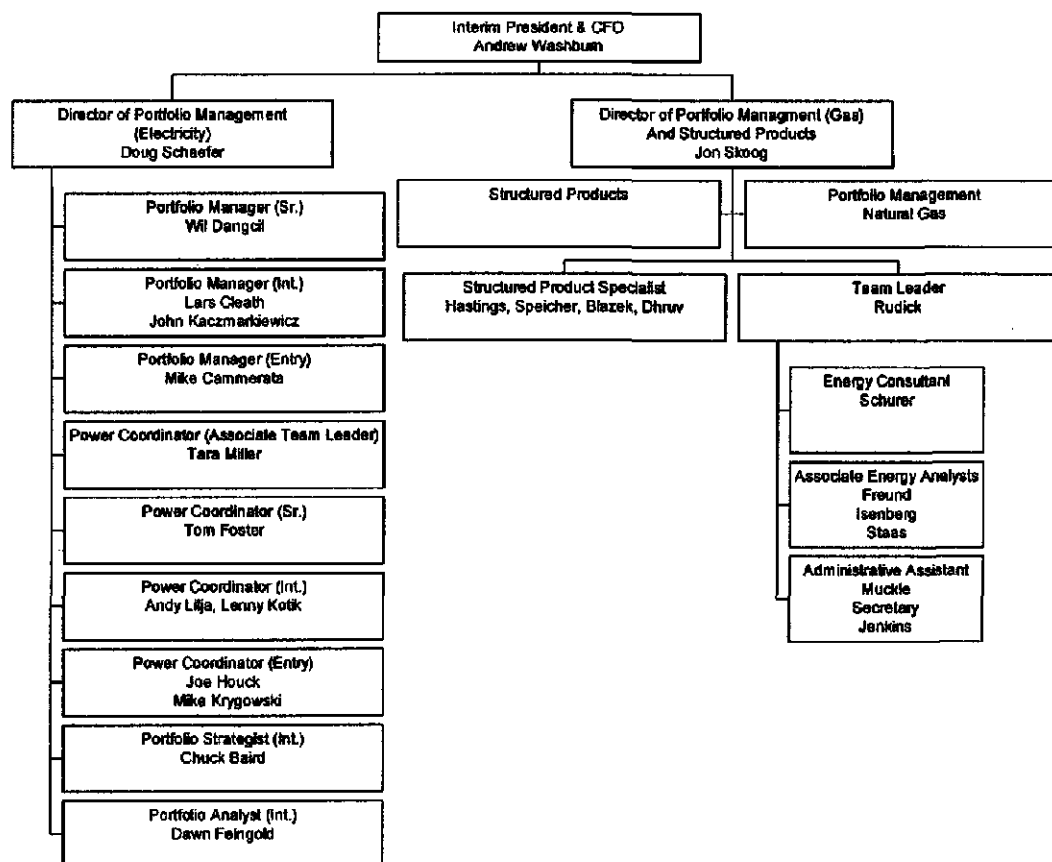 Interim President & CFO
Andrew Washburn
Director of Portfolio Management
(Electricity)
Doug Schaefer
Director of Portfolio Managment (Gas)
And Structured Products
Jon Skoog
Portfolio Manager (Sr.)
Wil Dangcil
Portfolio Manager (Int.)
Lars Cleath
John Kaczmarkiewicz
Portfolio Manager (Entry)
Mike Cammerata
Power Coordinator (Associate Team Leader)
Tara Miller
Power Coordinator (Sr.)
Tom Foster
Power Coordinator (Int.)
Andy Lilja, Lenny Kotik
Power Coordinator (Entry)
Joe Houck
Mike Krygowski
Portfolio Strategist (Int.)
Chuck Baird
Portfolio Analyst (Int.)
Dawn Feingold
Structured Products
Portfolio Management
Natural Gas
Structured Product Specialist
Hastings, Speicher, Blazek, Dhruv
Team Leader
Rudick
Energy Consultant
Schurer
Associate Energy Analysts
Freund
Isenberg
Staas
Administrative Assistant
Muckle
Secretary
Jenkins